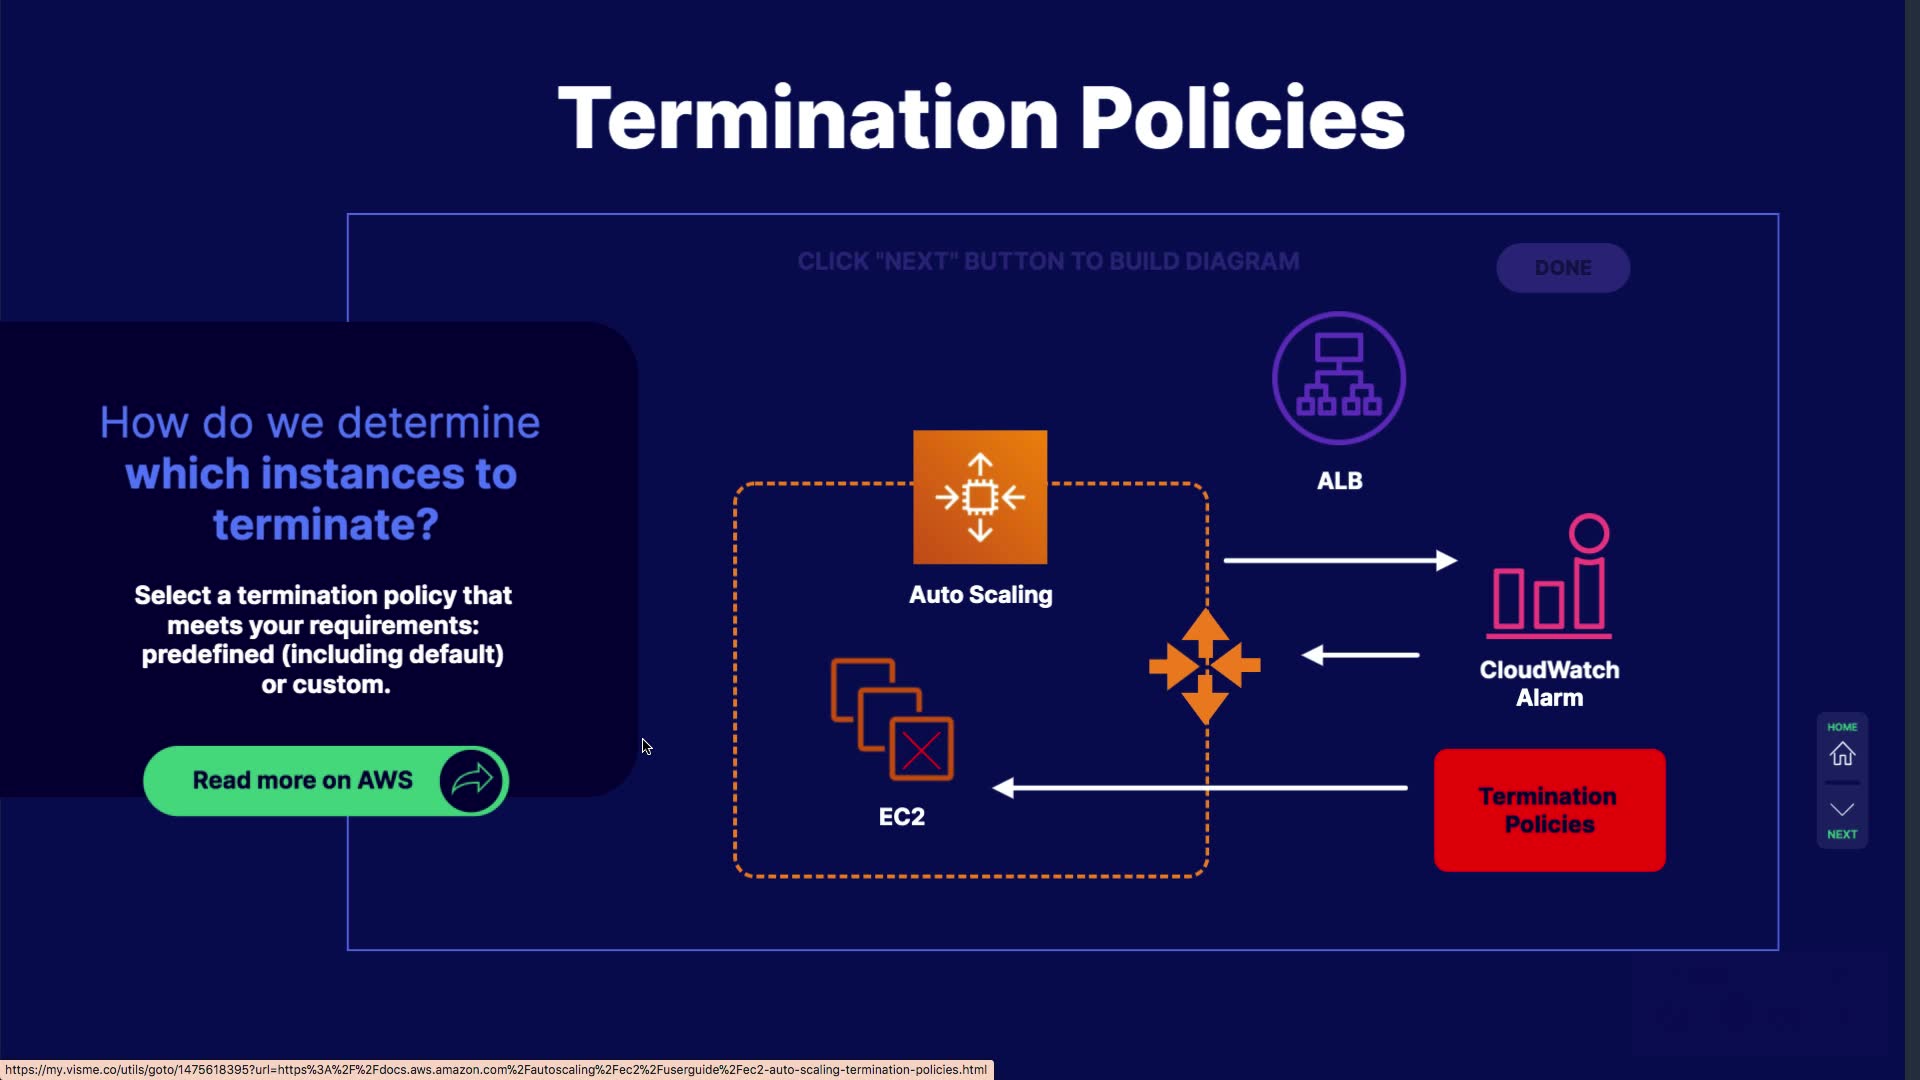 Termination Policies
CLICK "NEXT" BUTTON TO BUILD DIAGRAM
DONE
How do we determine
which instances to
terminate?
Select a termination policy that
meets your requirements:
predefined (including default)
or custom.
Read more on AWS
ALB
Auto Scaling
CloudWatch
Alarm
EC2
Termination
Policies
HOME
NEXT
https://my.visme.co/utils/goto/1475618395?url=https%3A%2F%2Fdocs.aws.amazon.com%2Fautoscaling%2Fec2%2Fuserguide%2Fec2-auto-scaling-termination-policies.html